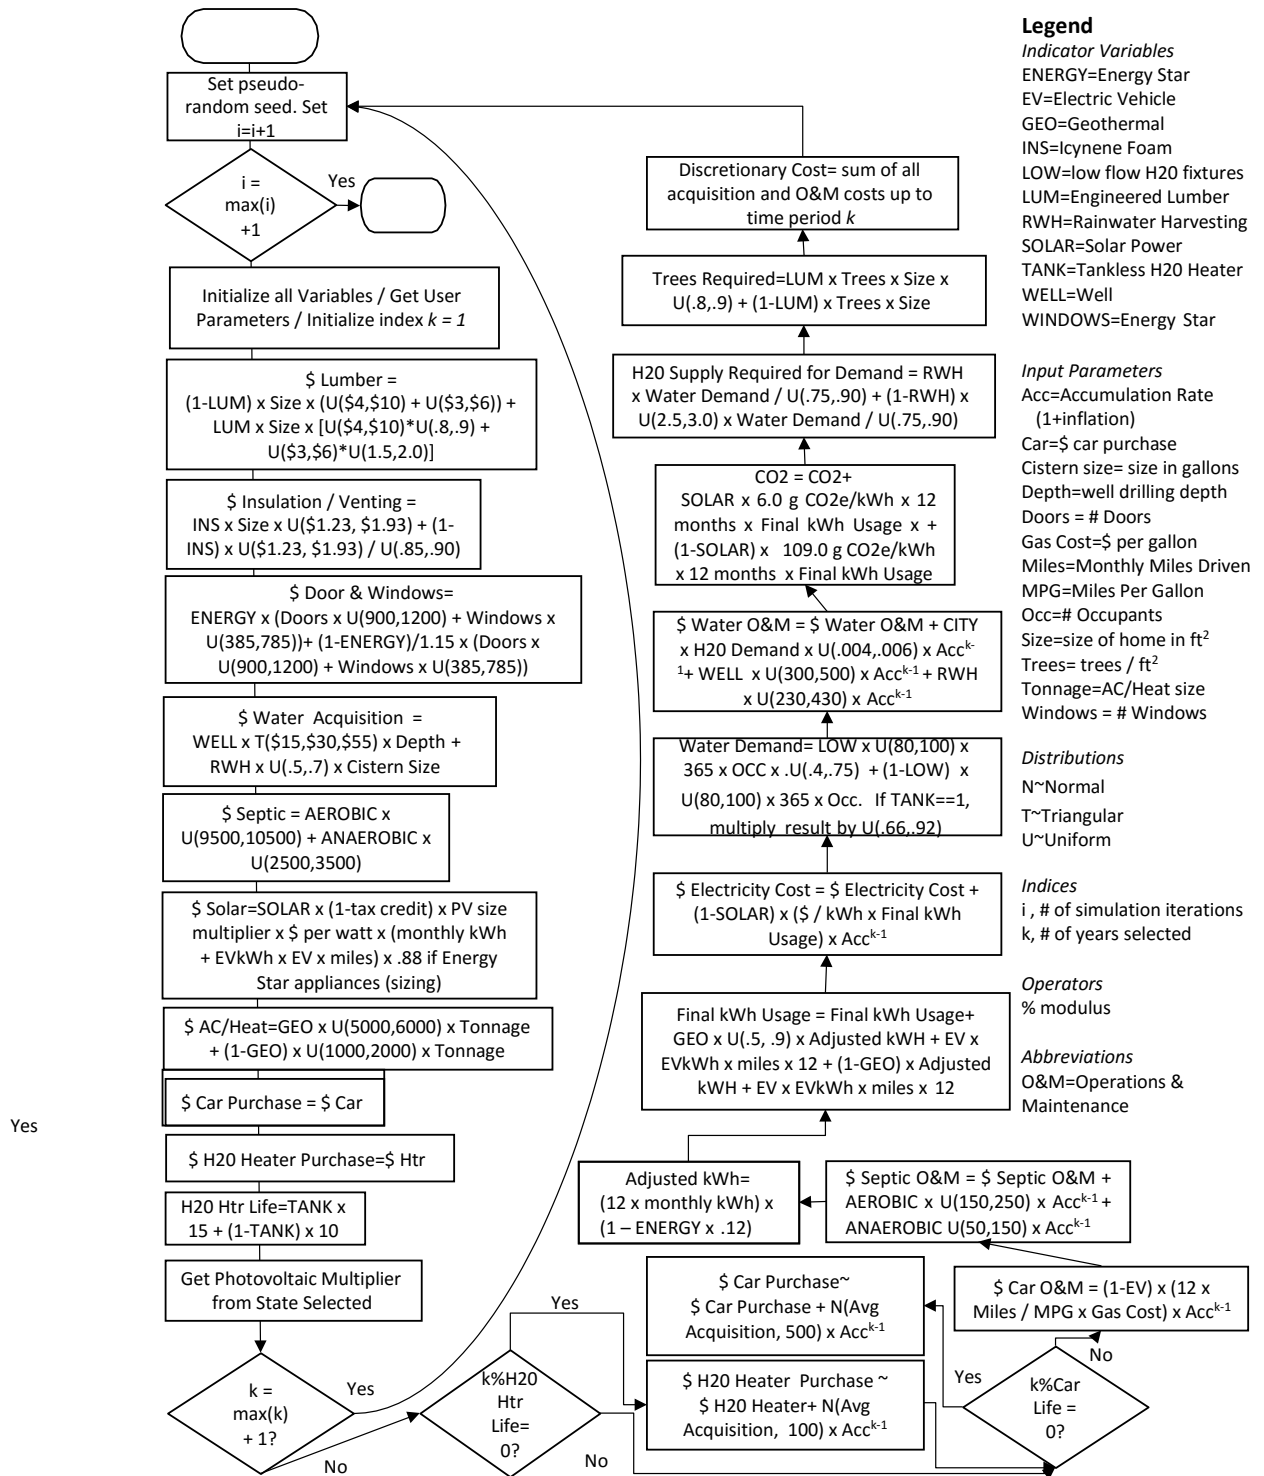 Set pseudo-
random seed. Set
i=i+1
i =
max(i)
+1
Yes
Initialize all Variables / Get User
Parameters / Initialize index k = 1
$ Lumber =
(1-LUM) x Size x (U($4,$10) + U($3,$6)) +
LUM x Size x [U($4,$10)*U(.8,.9) +
U($3,$6)*U(1.5,2.0)]
$ Insulation / Venting =
INS x Size x U($1.23, $1.93) + (1-
INS) x U($1.23, $1.93) / U(.85,.90)
$ Door & Windows=
ENERGY x (Doors x U(900,1200) + Windows x
U(385,785))+ (1-ENERGY)/1.15 x (Doors x
U(900,1200) + Windows x U(385,785))
$ Water Acquisition =
WELL x T($15,$30,$55) x Depth +
RWH x U(.5,.7) x Cistern Size
$ Septic = AEROBIC x
U(9500,10500) + ANAEROBIC x
U(2500,3500)
$ Solar=SOLAR x (1-tax credit) x PV size
multiplier x $ per watt x (monthly kWh
+ EVkWh x EV x miles) x .88 if Energy
Star appliances (sizing)
$ AC/Heat=GEO x U(5000,6000) x Tonnage
+ (1-GEO) x U(1000,2000) x Tonnage
$ Car Purchase = $ Car
Yes
$ H20 Heater Purchase=$ Htr
H20 Htr Life=TANK x
15 + (1-TANK) x 10
Get Photovoltaic Multiplier
from State Selected
k =
max(k)
+ 1?
Yes
No
k%H20
Htr
Life=
0?
Yes
No
$ H20 Heater Purchase ~
$ H20 Heater+ N(Avg
Acquisition, 100) x Acc^k-1
k%Car
Life =
0?
Yes
No
$ Car Purchase~
$ Car Purchase + N(Avg
Acquisition, 500) x Acc^k-1
$ Car O&M = (1-EV) x (12 x
Miles / MPG x Gas Cost) x Acc^k-1
$ Septic O&M = $ Septic O&M +
AEROBIC x U(150,250) x Acc^k-1 +
ANAEROBIC U(50,150) x Acc^k-1
Adjusted kWh=
(12 x monthly kWh) x
(1 – ENERGY x .12)
Final kWh Usage = Final kWh Usage+
GEO x U(.5, .9) x Adjusted kWH + EV x
EVkWh x miles x 12 + (1-GEO) x Adjusted
kWH + EV x EVkWh x miles x 12
$ Electricity Cost = $ Electricity Cost +
(1-SOLAR) x ($ / kWh x Final kWh
Usage) x Acc^k-1
Water Demand= LOW x U(80,100) x
365 x OCC x .U(.4,.75) + (1-LOW) x
U(80,100) x 365 x Occ. If TANK==1,
multiply result by U(.66,.92)
$ Water O&M = $ Water O&M + CITY
x H20 Demand x U(.004,.006) x Acc^k-
^1+ WELL x U(300,500) x Acc^k-1 + RWH
x U(230,430) x Acc^k-1
CO2 = CO2+
SOLAR x 6.0 g CO2e/kWh x 12
months x Final kWh Usage x +
(1-SOLAR) x 109.0 g CO2e/kWh
x 12 months x Final kWh Usage
H20 Supply Required for Demand = RWH
x Water Demand / U(.75,.90) + (1-RWH) x
U(2.5,3.0) x Water Demand / U(.75,.90)
Trees Required=LUM x Trees x Size x
U(.8,.9) + (1-LUM) x Trees x Size
Discretionary Cost= sum of all
acquisition and O&M costs up to
time period k
Legend
Indicator Variables
ENERGY=Energy Star
EV=Electric Vehicle
GEO=Geothermal
INS=Icynene Foam
LOW=low flow H20 fixtures
LUM=Engineered Lumber
RWH=Rainwater Harvesting
SOLAR=Solar Power
TANK=Tankless H20 Heater
WELL=Well
WINDOWS=Energy Star
Input Parameters
Acc=Accumulation Rate
(1+inflation)
Car=$ car purchase
Cistern size= size in gallons
Depth=well drilling depth
Doors = # Doors
Gas Cost=$ per gallon
Miles=Monthly Miles Driven
MPG=Miles Per Gallon
Occ=# Occupants
Size=size of home in ft²
Trees= trees / ft²
Tonnage=AC/Heat size
Windows = # Windows
Distributions
N~Normal
T~Triangular
U~Uniform
Indices
i , # of simulation iterations
k, # of years selected
Operators
% modulus
Abbreviations
O&M=Operations &
Maintenance